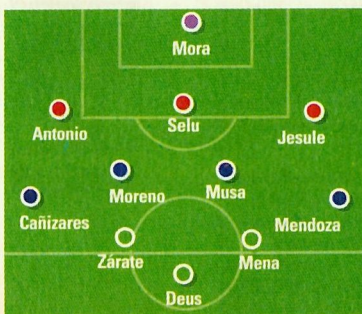 Mora
Antonio
Selu
Jesule
Moreno
Musa
Cañizares
Mendoza
Zárate
Mena
Deus